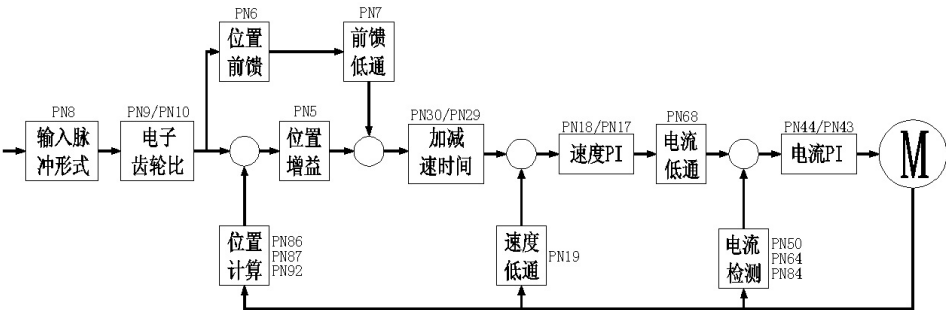 PN6
位置
前馈
PN7
前馈
低通
PN8
输入脉
冲形式
PN9/PN10
电子
齿轮比
PN5
位置
增益
PN30/PN29
加减
速时间
PN18/PN17
速度PI
PN68
电流
低通
PN44/PN43
电流PI
M
位置
计算
PN86
PN87
PN92
速度
低通
PN19
电流
检测
PN50
PN64
PN84